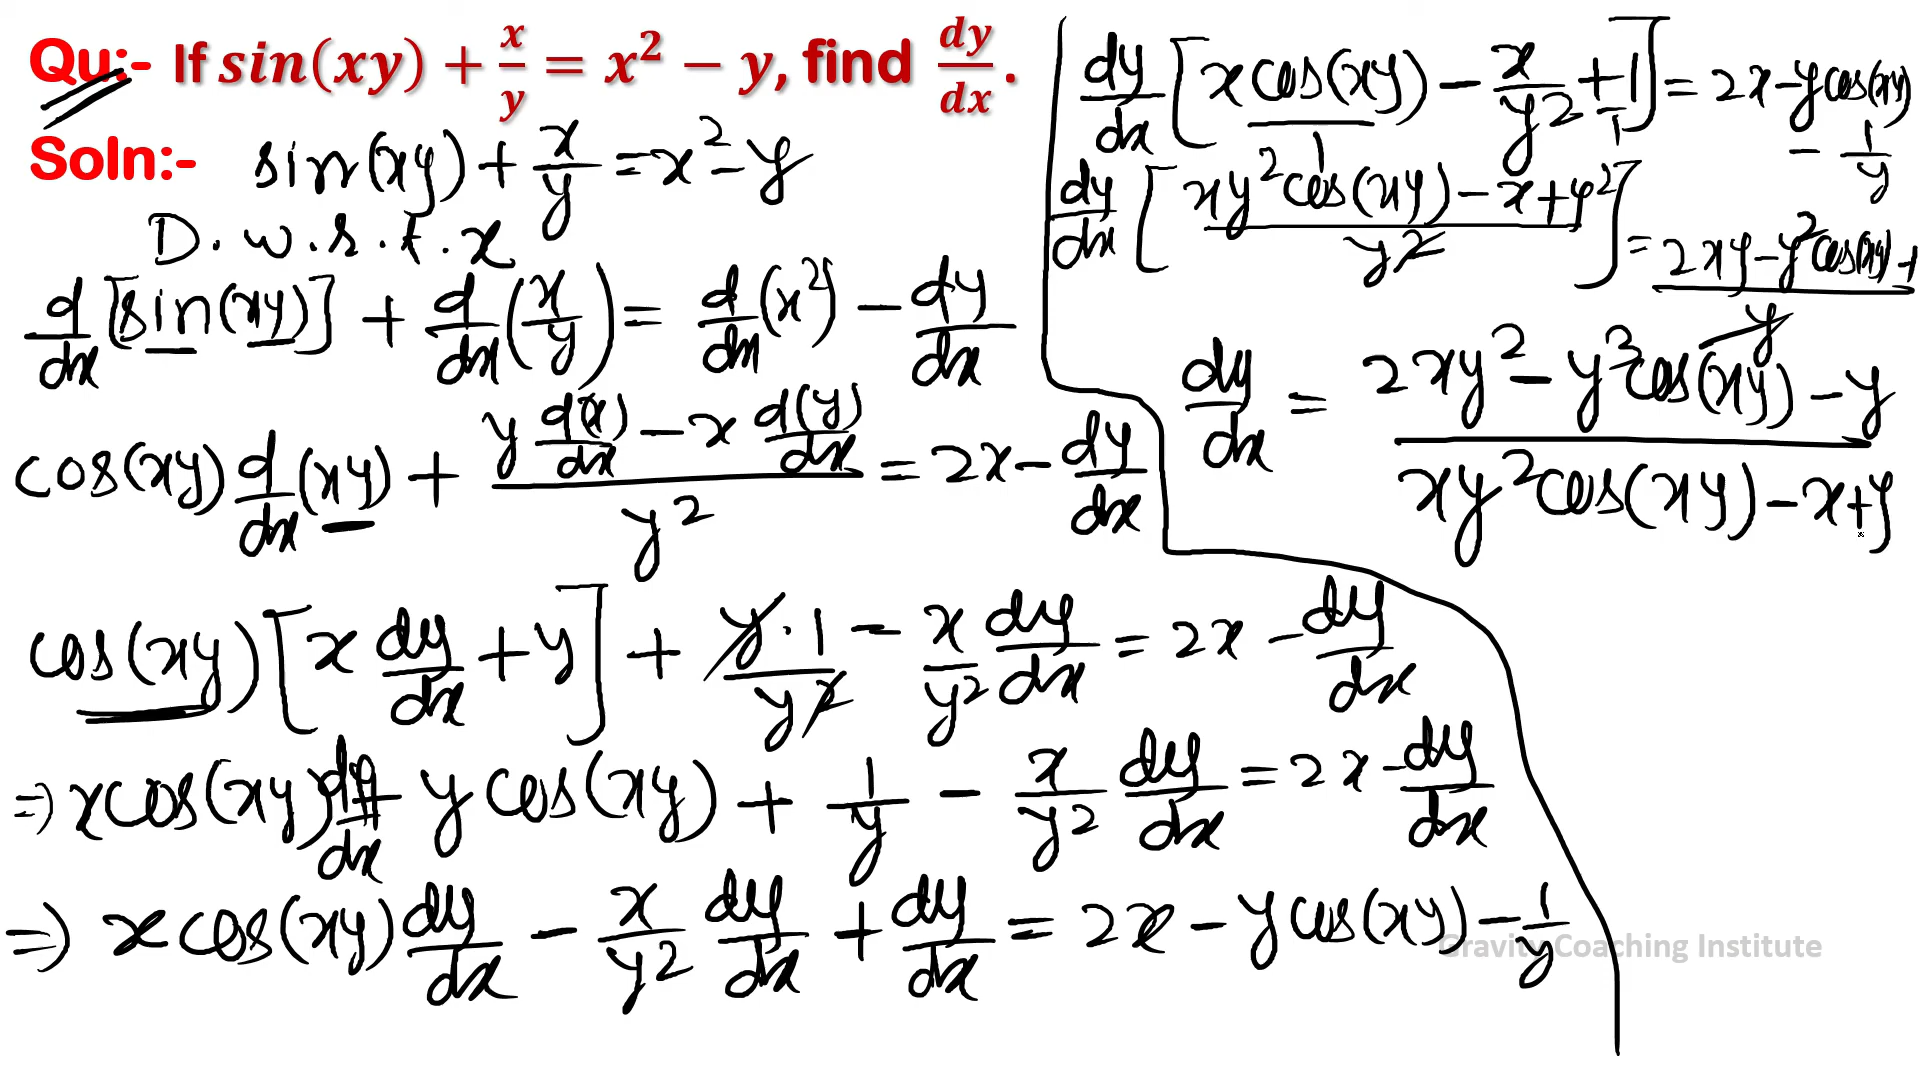 Qu:- If sin(xy) + x/y = x² − y, find dy/dx.
Soln:- sin(xy) + x/y = x² − y
D. w. s. t. x
d/dx [sin(xy)] + d/dx (x/y) = d/dx (x²) − dy/dx
cos(xy) d/dx (xy) + (y d(x)/dx − x d(y)/dx)/y² = 2x − dy/dx
cos(xy) [x dy/dx + y] + y·1/y² − x/y² dy/dx = 2x − dy/dx
⇒ x cos(xy) dy/dx + y cos(xy) + 1/y − x/y² dy/dx = 2x − dy/dx
⇒ x cos(xy) dy/dx − x/y² dy/dx + dy/dx = 2x − y cos(xy) − 1/y
dy/dx [x cos(xy)/1 − x/y² + 1/1] = 2x − y cos(xy) − 1/y
dy/dx [(xy² cos(xy) − x + y²)/y²] = (2xy − y² cos(xy) − 1)/y
dy/dx = (2xy² − y³ cos(xy) − y)/(xy² cos(xy) − x + y
Gravity Coaching Institute